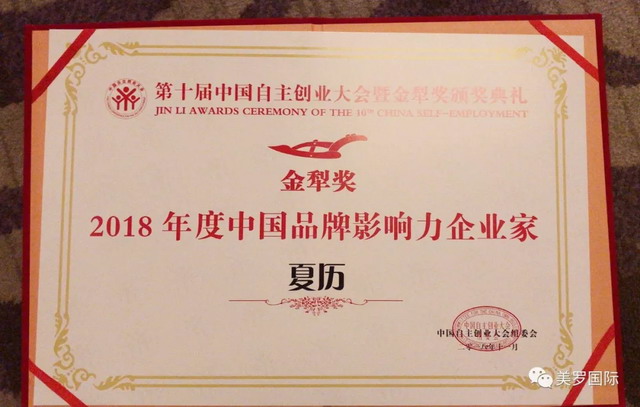 第十届中国自主创业大会暨金犁奖颁奖典礼
JIN LI AWARDS CEREMONY OF THE 10TH CHINA SELF-EMPLOYMENT
金犁奖
2018 年度中国品牌影响力企业家
夏历
中国自主创业大会组委会
美罗国际